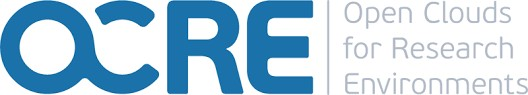 OCRE
Open Clouds
for Research
Environments